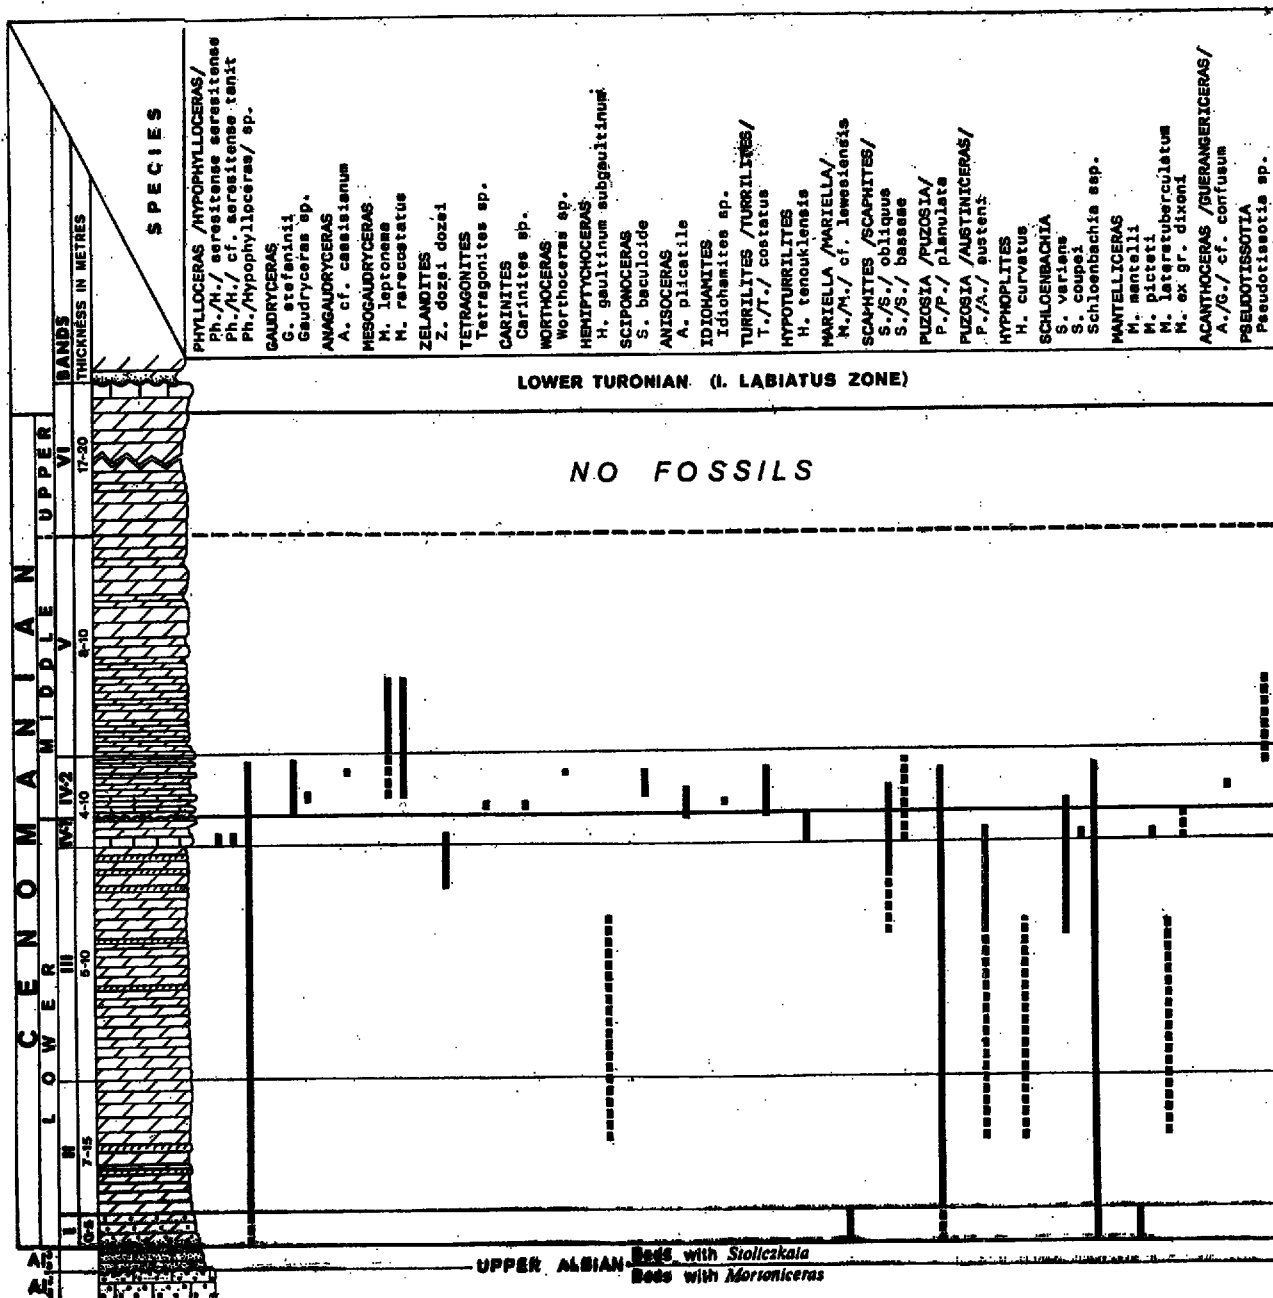 SPECIES
BANDS
THICKNESS IN METRES
PHYLLOCERAS /HYPOPHYLLOCERAS/
Ph./H./ seresitense seresitense
Ph./H./ cf. seresitense tanit
Ph./Hypophylloceras/ sp.
GAUDRYCERAS
G. stefaninii
Gaudryceras sp.
ANAGAUDRYCERAS
A. cf. cassisianum
MESOGAUDRYCERAS
M. leptonema
M. rarecostatus
ZELANDITES
Z. dozei dozei
TETRAGONITES
Tetragonites sp.
CARINITES
Carinites sp.
WORTHOCERAS
Worthoceras sp.
HEMIPTYCHOCERAS
H. gaultinum subgaultinum
SCIPONOCERAS
S. baculoide
ANISOCERAS
A. plicatile
IDIOHAMITES
Idiohamites sp.
TURRILITES /TURRILITES/
T./T./ costatus
HYPOTURRILITES
H. tenouklensis
MARIELLA /MARIELLA/
M./M./ cf. lewesiensis
SCAPHITES /SCAPHITES/
S./S./ obliquus
S./S./ bassae
PUZOSIA /PUZOSIA/
P./P./ planulata
PUZOSIA /AUSTINICERAS/
P./A./ austeni
HYPHOPLITES
H. curvatus
SCHLOENBACHIA
S. varians
S. coupei
Schloenbachia ssp.
MANTELLICERAS
M. mantelli
M. picteti
M. lateratuberculatum
M. ex gr. dixoni
ACANTHOCERAS /GUERANGERICERAS/
A./G./ cf. confusum
PSEUDOTISSOTIA
Pseudotissotia sp.
LOWER TURONIAN (I. LABIATUS ZONE)
CENOMANIAN
UPPER
VI
17-20
NO FOSSILS
MIDDLE
V
8-10
IV-2
4-10
IV-1
LOWER
III
5-10
II
7-15
I
0-5
UPPER ALBIAN
Beds with Stoliczkaia
Beds with Mortoniceras